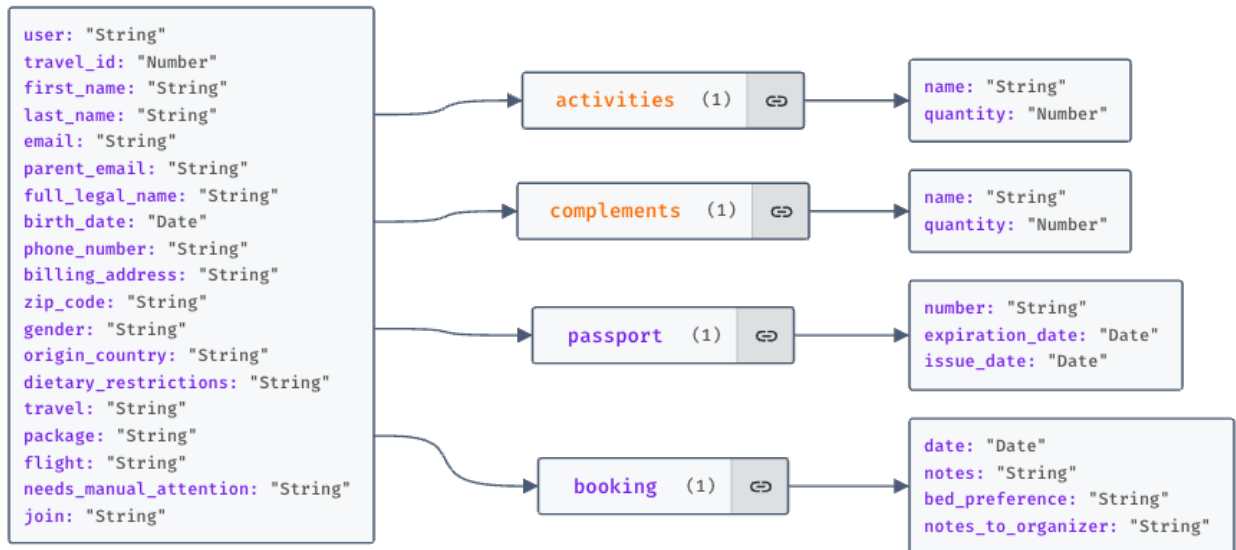 user: "String"
travel_id: "Number"
first_name: "String"
last_name: "String"
email: "String"
parent_email: "String"
full_legal_name: "String"
birth_date: "Date"
phone_number: "String"
billing_address: "String"
zip_code: "String"
gender: "String"
origin_country: "String"
dietary_restrictions: "String"
travel: "String"
package: "String"
flight: "String"
needs_manual_attention: "String"
join: "String"
activities (1)
name: "String"
quantity: "Number"
complements (1)
name: "String"
quantity: "Number"
passport (1)
number: "String"
expiration_date: "Date"
issue_date: "Date"
booking (1)
date: "Date"
notes: "String"
bed_preference: "String"
notes_to_organizer: "String"